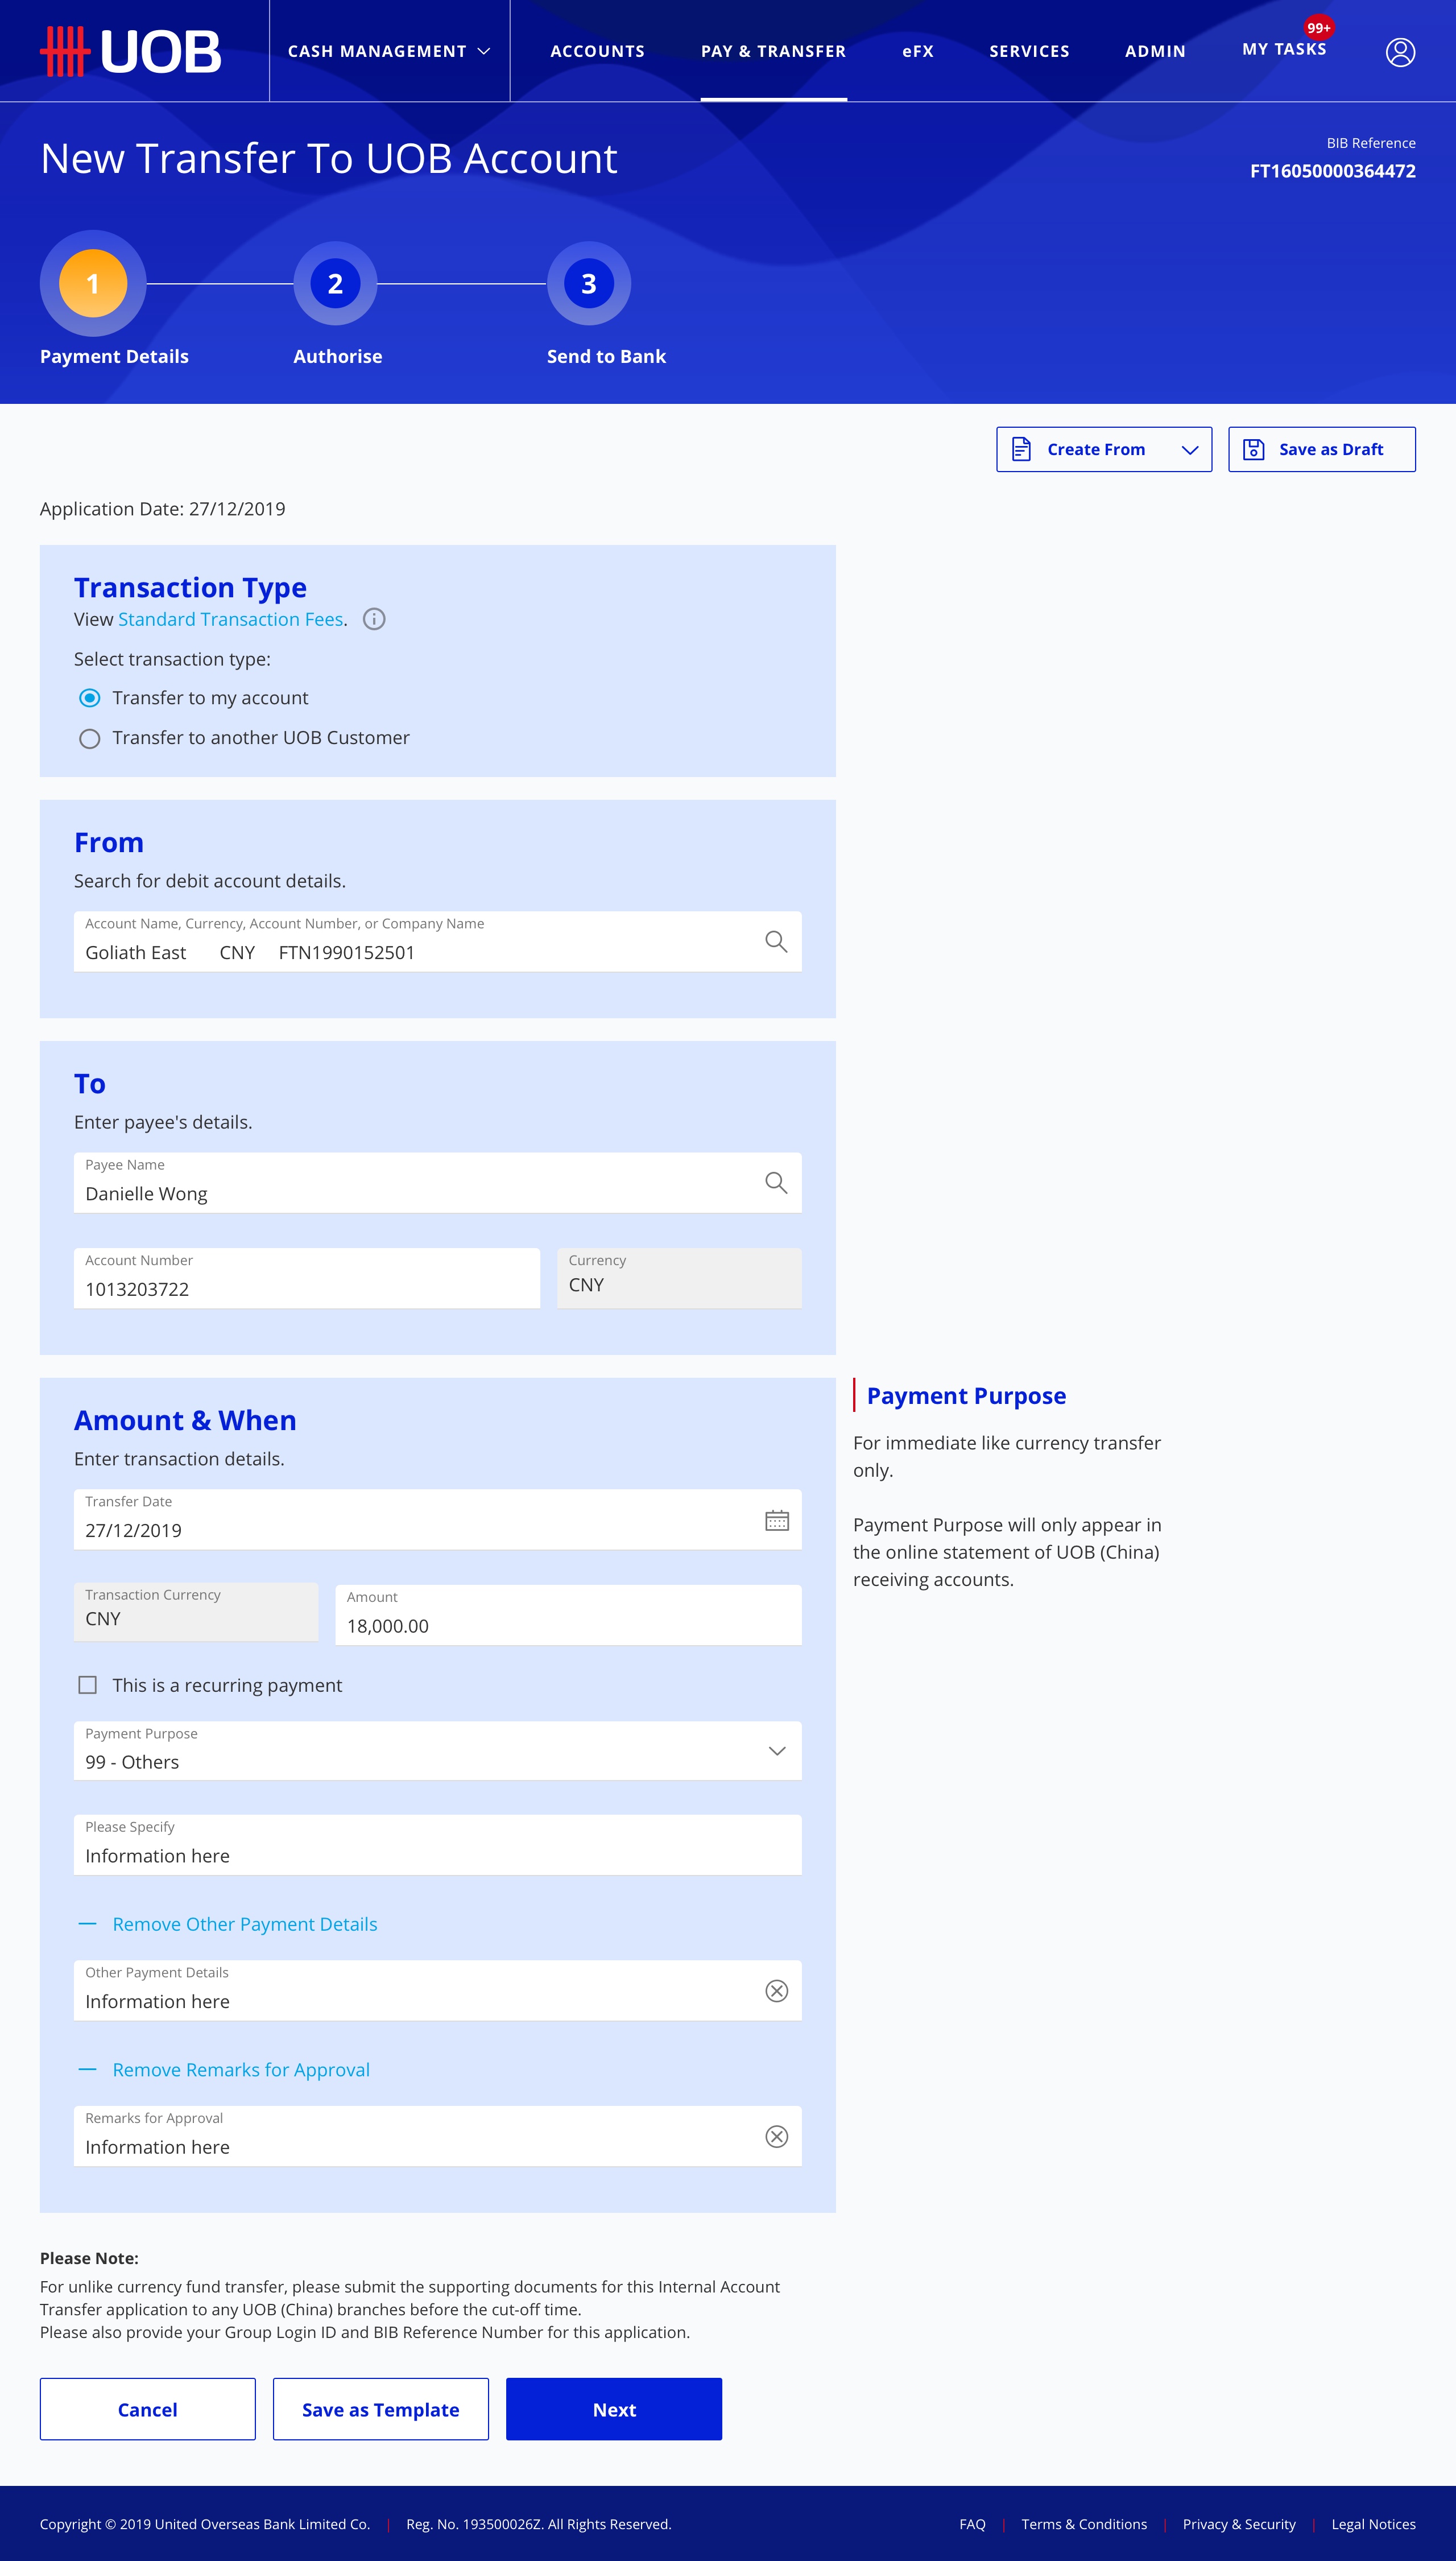 UOB
CASH MANAGEMENT
ACCOUNTS
PAY & TRANSFER
eFX
SERVICES
ADMIN
MY TASKS
99+
New Transfer To UOB Account
BIB Reference
FT16050000364472
1
2
3
Payment Details
Authorise
Send to Bank
Create From
Save as Draft
Application Date: 27/12/2019
Transaction Type
View Standard Transaction Fees.
Select transaction type:
Transfer to my account
Transfer to another UOB Customer
From
Search for debit account details.
Account Name, Currency, Account Number, or Company Name
Goliath East CNY FTN1990152501
To
Enter payee's details.
Payee Name
Danielle Wong
Account Number
1013203722
Currency
CNY
Amount & When
Enter transaction details.
Transfer Date
27/12/2019
Transaction Currency
CNY
Amount
18,000.00
This is a recurring payment
Payment Purpose
99 - Others
Please Specify
Information here
Remove Other Payment Details
Other Payment Details
Information here
Remove Remarks for Approval
Remarks for Approval
Information here
Payment Purpose
For immediate like currency transfer
only.
Payment Purpose will only appear in
the online statement of UOB (China)
receiving accounts.
Please Note:
For unlike currency fund transfer, please submit the supporting documents for this Internal Account
Transfer application to any UOB (China) branches before the cut-off time.
Please also provide your Group Login ID and BIB Reference Number for this application.
Cancel
Save as Template
Next
Copyright © 2019 United Overseas Bank Limited Co. | Reg. No. 193500026Z. All Rights Reserved.
FAQ | Terms & Conditions | Privacy & Security | Legal Notices